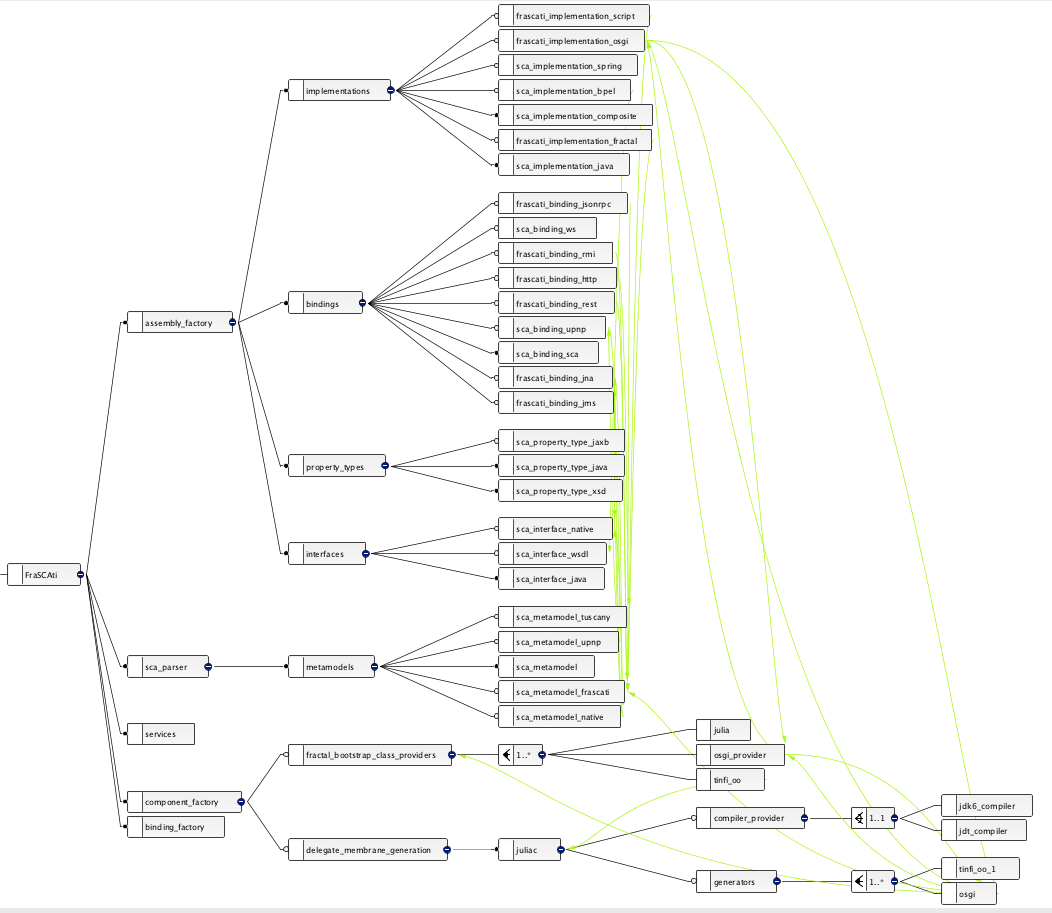 frascati_implementation_script
frascati_implementation_osgi
sca_implementation_spring
implementations
sca_implementation_bpel
sca_implementation_composite
frascati_implementation_fractal
sca_implementation_java
frascati_binding_jsonrpc
sca_binding_ws
frascati_binding_rmi
frascati_binding_http
bindings
frascati_binding_rest
assembly_factory
sca_binding_upnp
sca_binding_sca
frascati_binding_jna
frascati_binding_jms
sca_property_type_jaxb
property_types
sca_property_type_java
sca_property_type_xsd
sca_interface_native
interfaces
sca_interface_wsdl
FraSCAti
sca_interface_java
sca_metamodel_tuscany
sca_metamodel_upnp
sca_parser
metamodels
sca_metamodel
sca_metamodel_frascati
sca_metamodel_native
services
julia
fractal_bootstrap_class_providers
1..*
osgi_provider
tinfi_oo
component_factory
jdk6_compiler
compiler_provider
1..1
binding_factory
jdt_compiler
delegate_membrane_generation
juliac
tinfi_oo_1
generators
1..*
osgi